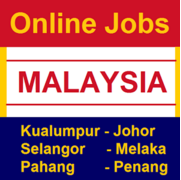 Online Jobs
MALAYSIA
Kualumpur - Johor
Selangor - Melaka
Pahang - Penang